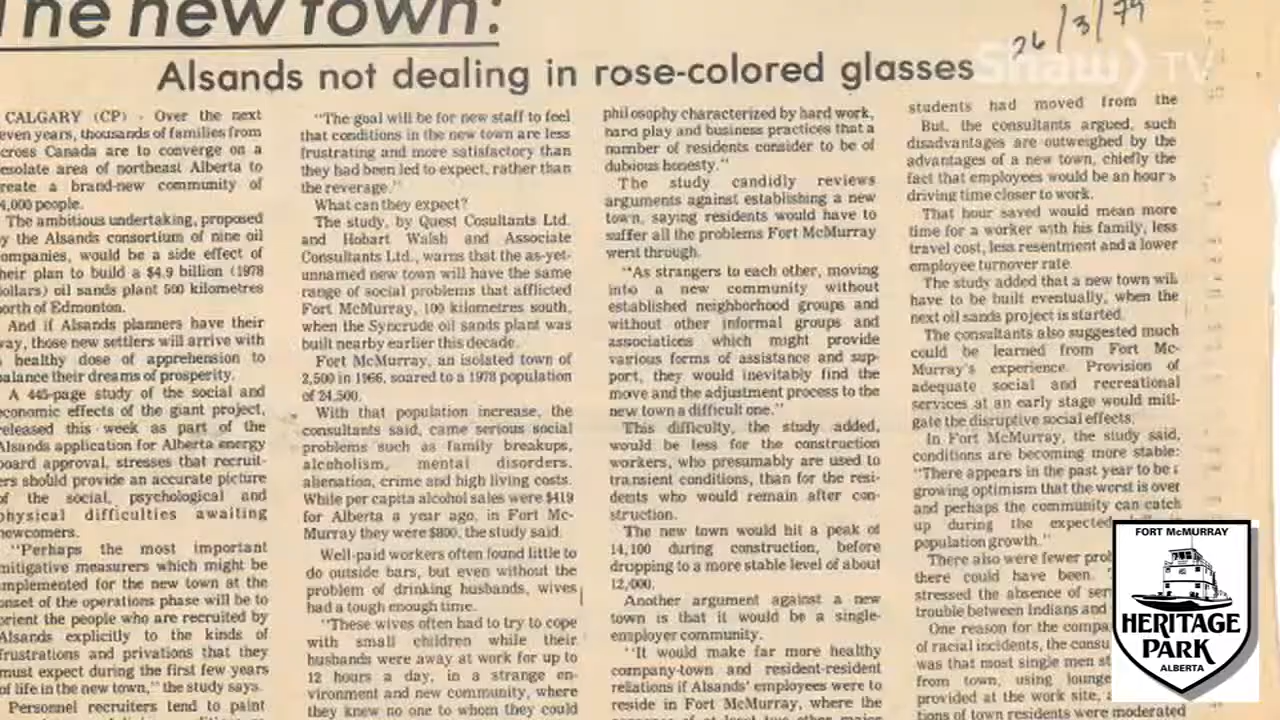 The new town:
26/3/79
Shaw) TV
Alsands not dealing in rose-colored glasses
CALGARY (CP) - Over the next
even years, thousands of families from
cross Canada are to converge on a
esolate area of northeast Alberta to
reate a brand-new community of
4,000 people.
The ambitious undertaking, proposed
y the Alsands consortium of nine oil
ompanies, would be a side effect of
heir plan to build a $4.9 billion (1978
dollars) oil sands plant 500 kilometres
orth of Edmonton.
And if Alsands planners have their
way, those new settlers will arrive with
healthy dose of apprehension to
balance their dreams of prosperity.
A 445-page study of the social and
economic effects of the giant project,
released this week as part of the
Alsands application for Alberta energy
board approval, stresses that recruit-
ers should provide an accurate picture
of the social, psychological and
physical difficulties awaiting
newcomers.
"Perhaps the most important
mitigative measurers which might be
implemented for the new town at the
onset of the operations phase will be to
orient the people who are recruited by
Alsands explicitly to the kinds of
frustrations and privations that they
must expect during the first few years
of life in the new town," the study says.
Personnel recruiters tend to paint
"The goal will be for new staff to feel
that conditions in the new town are less
frustrating and more satisfactory than
they had been led to expect, rather than
the reverage."
What can they expect?
The study, by Quest Cosultants Ltd.
and Hobart Walsh and Associate
Consultants Ltd., warns that the as-yet-
unnamed new town will have the same
range of social problems that afflicted
Fort McMurray, 100 kilometres south,
when the Syncrude oil sands plant was
built nearby earlier this decade.
Fort McMurray, an isolated town of
2,500 in 1966, soared to a 1978 population
of 24,500.
With that population increase, the
consultants said, came serious social
problems such as family breakups,
alcoholism, mental disorders,
alienation, crime and high living costs.
While per capita alcohol sales were $419
for Alberta a year ago, in Fort Mc-
Murray they were $800, the study said.
Well-paid workers often found little to
do outside bars, but even without the
problem of drinking husbands, wives
had a tough enough time.
"These wives often had to try to cope
with small children while their
husbands were away at work for up to
12 hours a day, in a strange en-
vironment and new community, where
they knew no one to whom they could
philosophy characterized by hard work,
hard play and business practices that a
number of residents consider to be of
dubious honesty."
The study candidly reviews
arguments against establishing a new
town, saying residents would have to
suffer all the problems Fort McMurray
went through.
"As strangers to each other, moving
into a new community without
established neighborhood groups and
without other informal groups and
associations which might provide
various forms of assistance and sup-
port, they would inevitably find the
move and the adjustment process to the
new town a difficult one."
This difficulty, the study added,
would be less for the construction
workers, who presumably are used to
transient conditions, than for the resi-
dents who would remain after con-
struction.
The new town would hit a peak of
14,100 during construction, before
dropping to a more stable level of about
12,000.
Another argument against a new
town is that it would be a single-
employer community.
"It would make far more healthy
company-town and resident-resident
relations if Alsands' employees were to
reside in Fort McMurray, where the
students had moved from the
But, the consultants argued, such
disadvantages are outweighed by the
advantages of a new town, chiefly the
fact that employees would be an hour's
driving time closer to work.
That hour saved would mean more
time for a worker with his family, less
travel cost, less resentment and a lower
employee turnover rate.
The study added that a new town will
have to be built eventually, when the
next oil sands project is started.
The consultants also suggested much
could be learned from Fort Mc-
Murray's experience. Provision of
adequate social and recreational
services at an early stage would miti-
gate the disruptive social effects.
In Fort McMurray, the study said,
conditions are becoming more stable:
"There appears in the past year to be a
growing optimism that the worst is over
and perhaps the community can catch
up during the expected
population growth."
There also were fewer prob
there could have been.
stressed the absence of ser
trouble between Indians and
One reason for the compa
of racial incidents, the consu
was that most single men st
from town, using lounge
provided at the work site,
tions of town residents were moderated
FORT McMURRAY
HERITAGE
PARK
ALBERTA